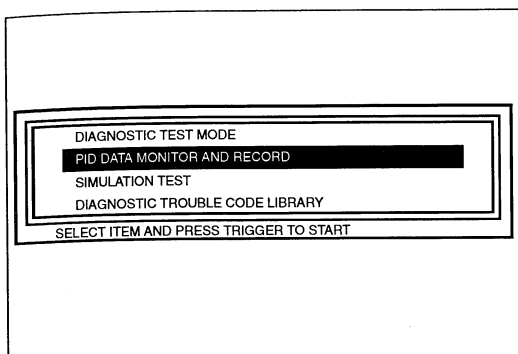 DIAGNOSTIC TEST MODE
PID DATA MONITOR AND RECORD
SIMULATION TEST
DIAGNOSTIC TROUBLE CODE LIBRARY
SELECT ITEM AND PRESS TRIGGER TO START